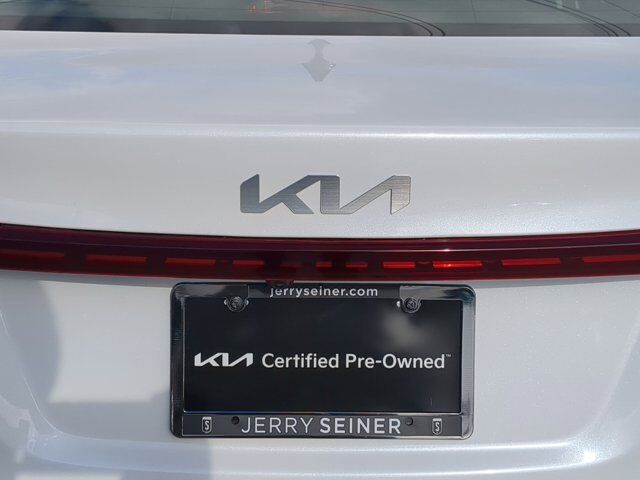 KIA
jerryseiner.com
KIA Certified Pre-Owned™
S JERRY SEINER S